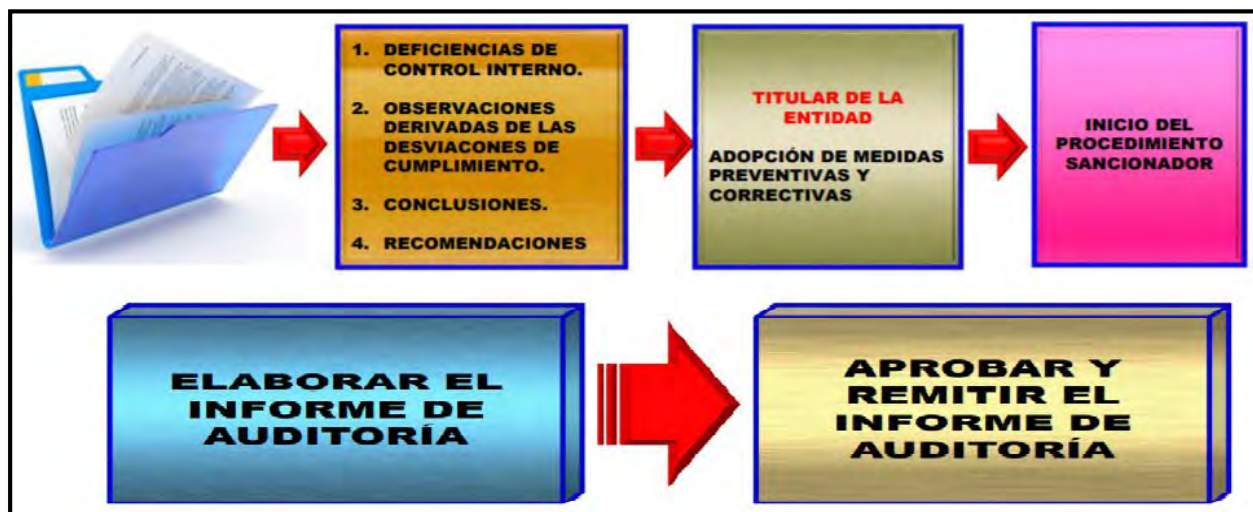 1. DEFICIENCIAS DE
CONTROL INTERNO.
2. OBSERVACIONES
DERIVADAS DE LAS
DESVIACONES DE
CUMPLIMIENTO.
3. CONCLUSIONES.
4. RECOMENDACIONES
TITULAR DE LA
ENTIDAD
ADOPCIÓN DE MEDIDAS
PREVENTIVAS Y
CORRECTIVAS
INICIO DEL
PROCEDIMIENTO
SANCIONADOR
ELABORAR EL
INFORME DE
AUDITORÍA
APROBAR Y
REMITIR EL
INFORME DE
AUDITORÍA